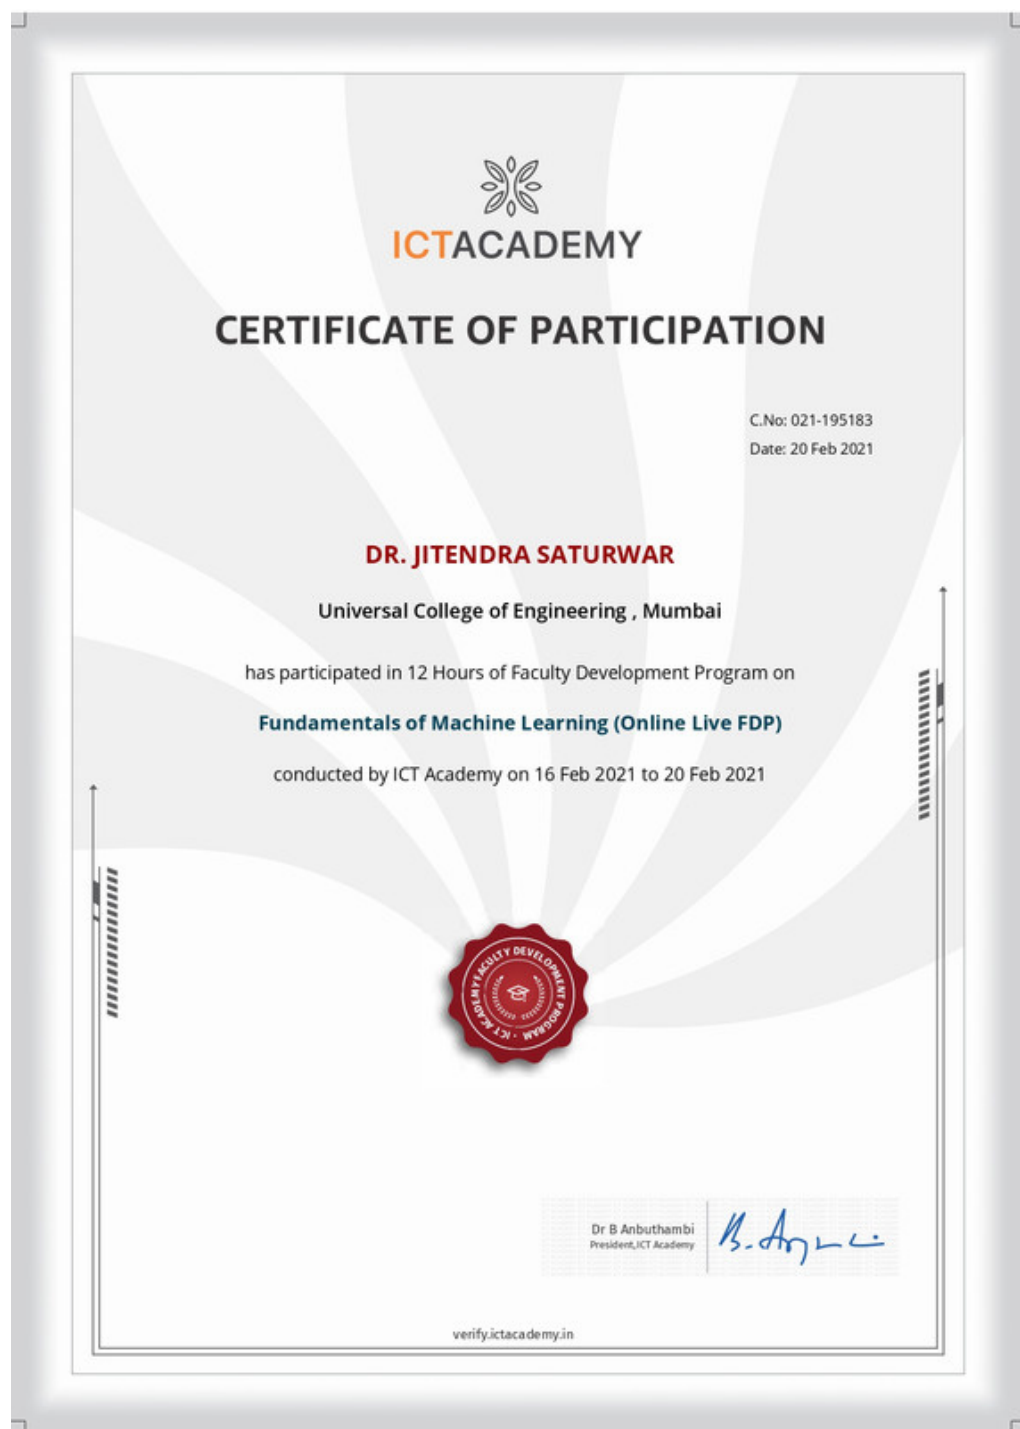 ICTACADEMY
CERTIFICATE OF PARTICIPATION
C.No: 021-195183
Date: 20 Feb 2021
DR. JITENDRA SATURWAR
Universal College of Engineering , Mumbai
has participated in 12 Hours of Faculty Development Program on
Fundamentals of Machine Learning (Online Live FDP)
conducted by ICT Academy on 16 Feb 2021 to 20 Feb 2021
FACULTY DEVELOPMENT PROGRAM · ICT ACADEMY
Dr B Anbuthambi
President,ICT Academy
verify.ictacademy.in